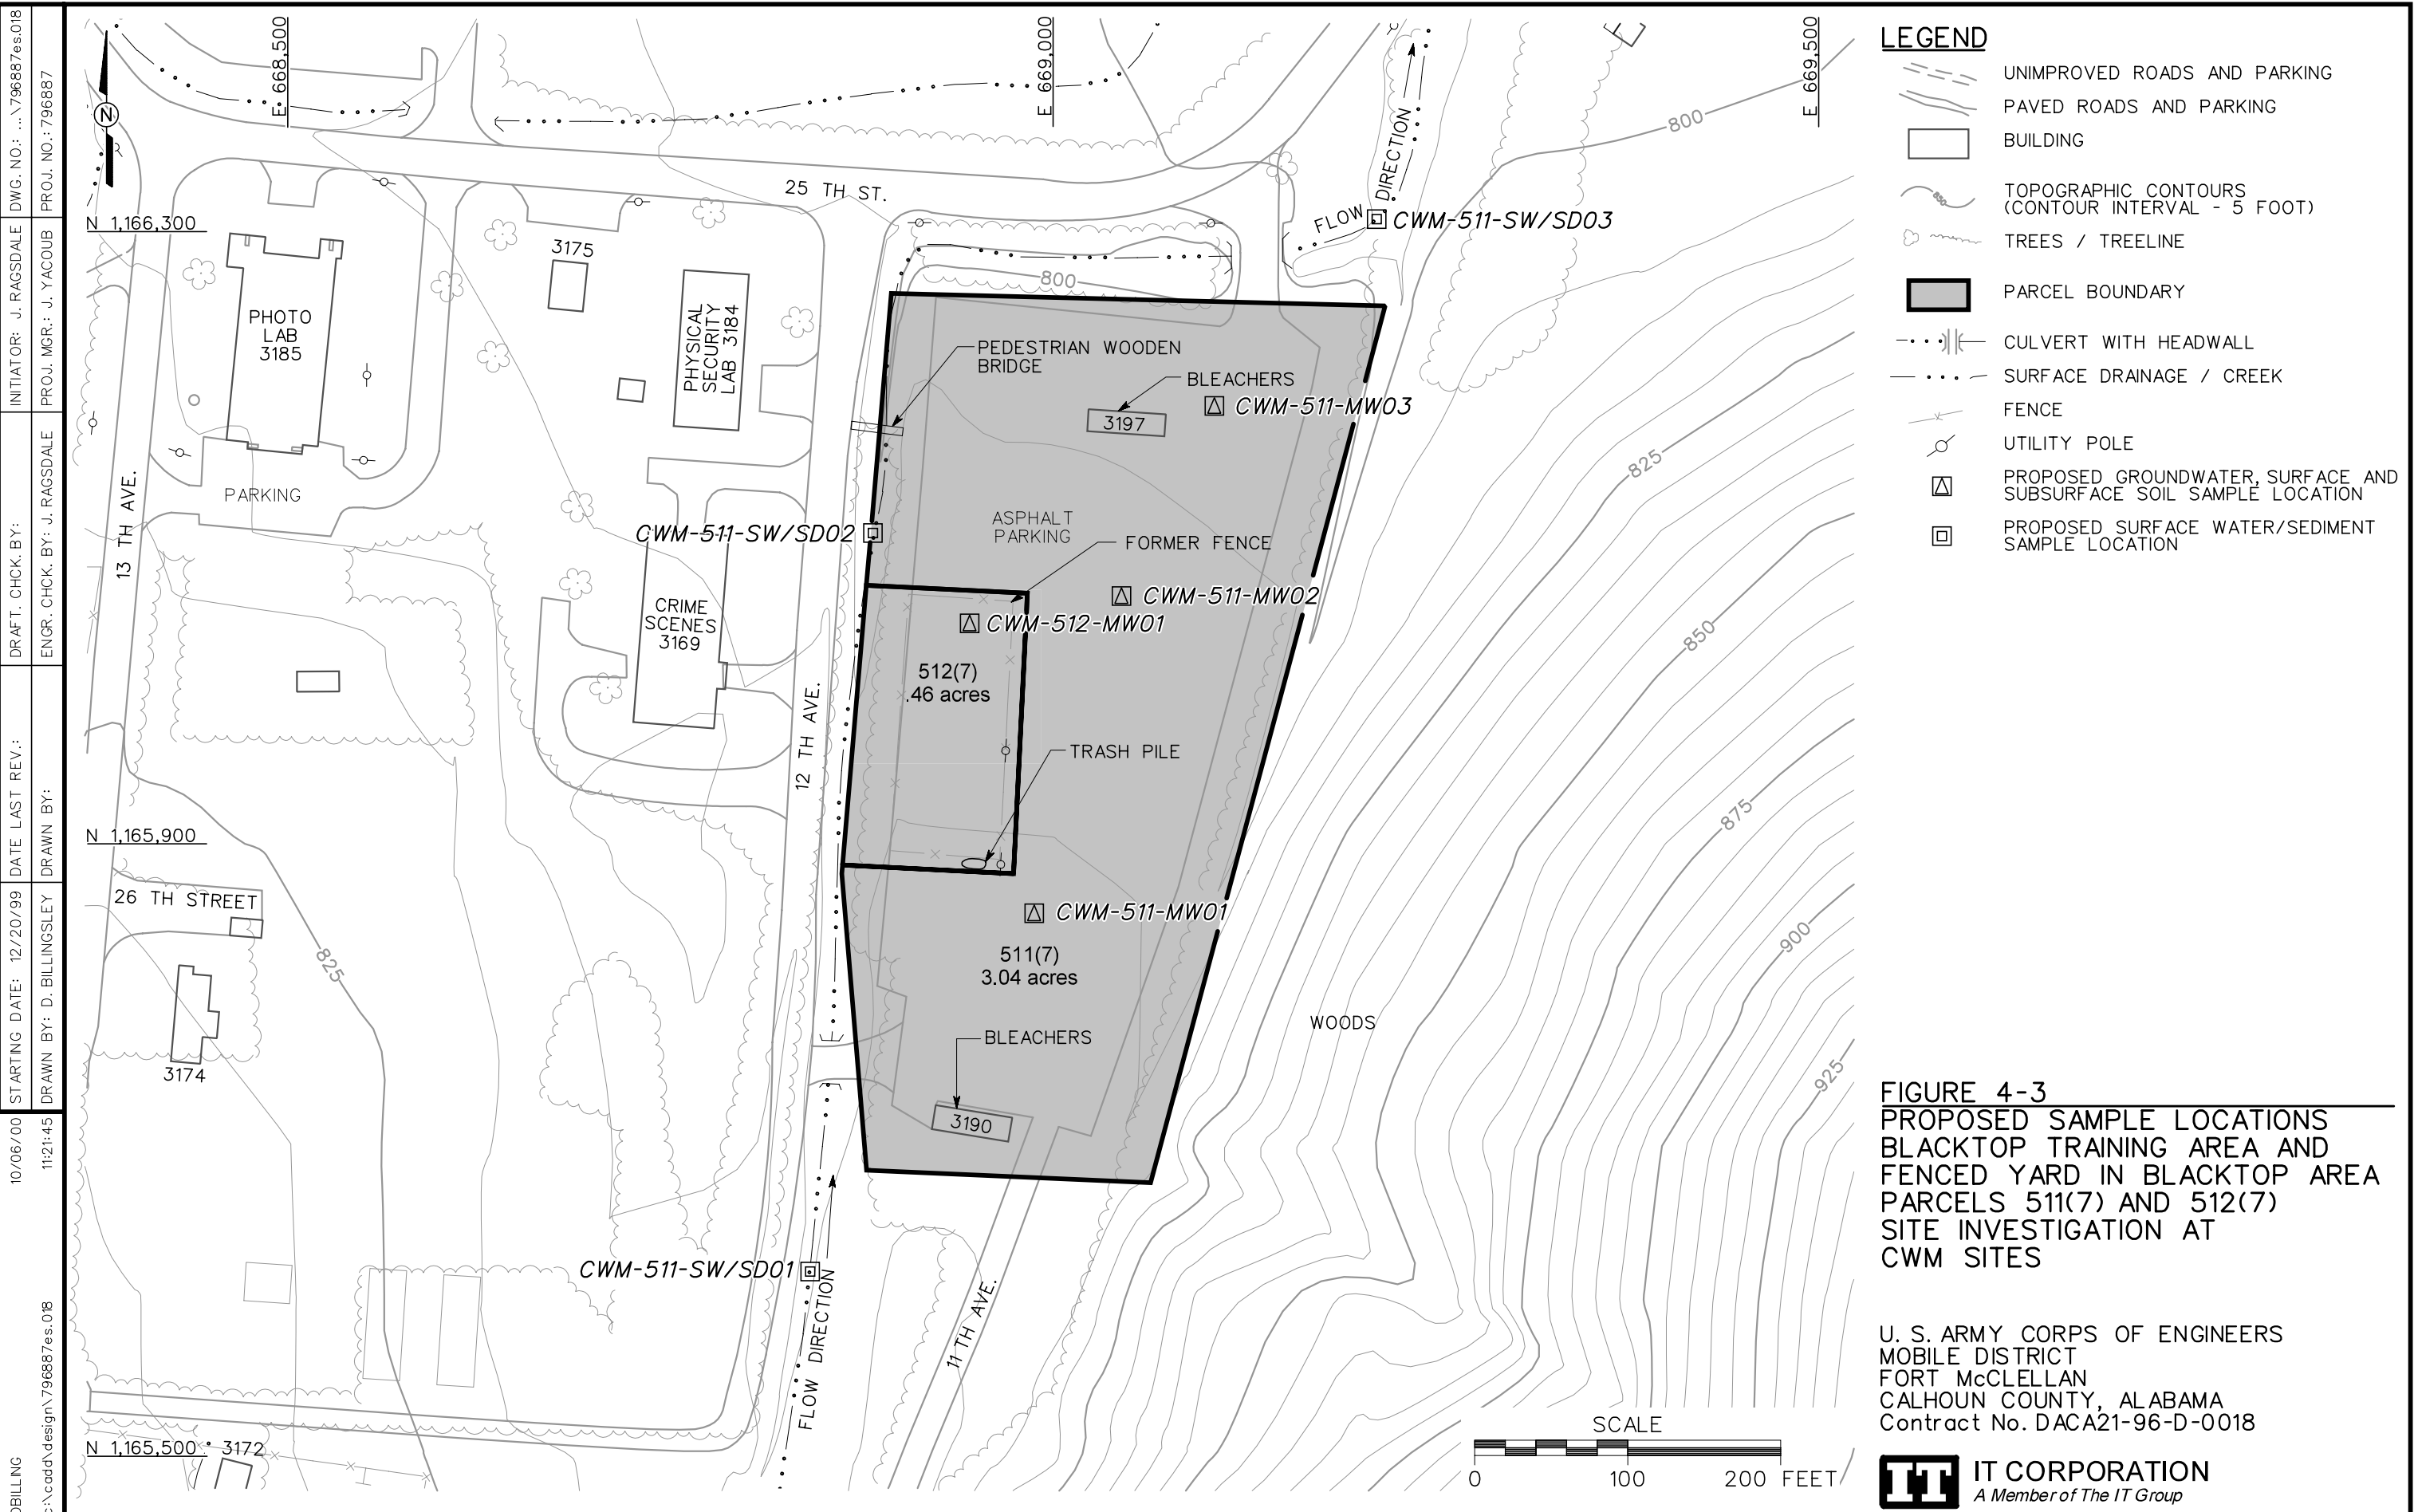 DWG. NO.: ...\796887es.018
PROJ. NO.: 796887
INITIATOR: J. RAGSDALE
PROJ. MGR.: J. YACOUB
DRAFT. CHCK. BY:
ENGR. CHCK. BY: J. RAGSDALE
DATE LAST REV.:
DRAWN BY:
STARTING DATE: 12/20/99
DRAWN BY: D. BILLINGSLEY
10/06/00
11:21:45
c:\cadd\design\796887es.018
N
E 668,500
E 669,000
E 669,500
N 1,166,300
N 1,165,900
N 1,165,500
25 TH ST.
13 TH AVE.
12 TH AVE.
11 TH AVE.
26 TH STREET
PHOTO
LAB
3185
3175
PHYSICAL
SECURITY
LAB 3184
PARKING
CRIME
SCENES
3169
3174
3172
800
800
825
850
875
900
925
825
FLOW DIRECTION
CWM-511-SW/SD03
PEDESTRIAN WOODEN
BRIDGE
BLEACHERS
3197
CWM-511-MW03
CWM-511-SW/SD02
ASPHALT
PARKING
FORMER FENCE
CWM-511-MW02
CWM-512-MW01
512(7)
.46 acres
TRASH PILE
CWM-511-MW01
511(7)
3.04 acres
WOODS
BLEACHERS
3190
CWM-511-SW/SD01
FLOW DIRECTION
SCALE
0 100 200 FEET
LEGEND
UNIMPROVED ROADS AND PARKING
PAVED ROADS AND PARKING
BUILDING
850
TOPOGRAPHIC CONTOURS
(CONTOUR INTERVAL - 5 FOOT)
TREES / TREELINE
PARCEL BOUNDARY
CULVERT WITH HEADWALL
SURFACE DRAINAGE / CREEK
FENCE
UTILITY POLE
PROPOSED GROUNDWATER, SURFACE AND
SUBSURFACE SOIL SAMPLE LOCATION
PROPOSED SURFACE WATER/SEDIMENT
SAMPLE LOCATION
FIGURE 4-3
PROPOSED SAMPLE LOCATIONS
BLACKTOP TRAINING AREA AND
FENCED YARD IN BLACKTOP AREA
PARCELS 511(7) AND 512(7)
SITE INVESTIGATION AT
CWM SITES
U. S. ARMY CORPS OF ENGINEERS
MOBILE DISTRICT
FORT McCLELLAN
CALHOUN COUNTY, ALABAMA
Contract No. DACA21-96-D-0018
IT
IT CORPORATION
A Member of The IT Group